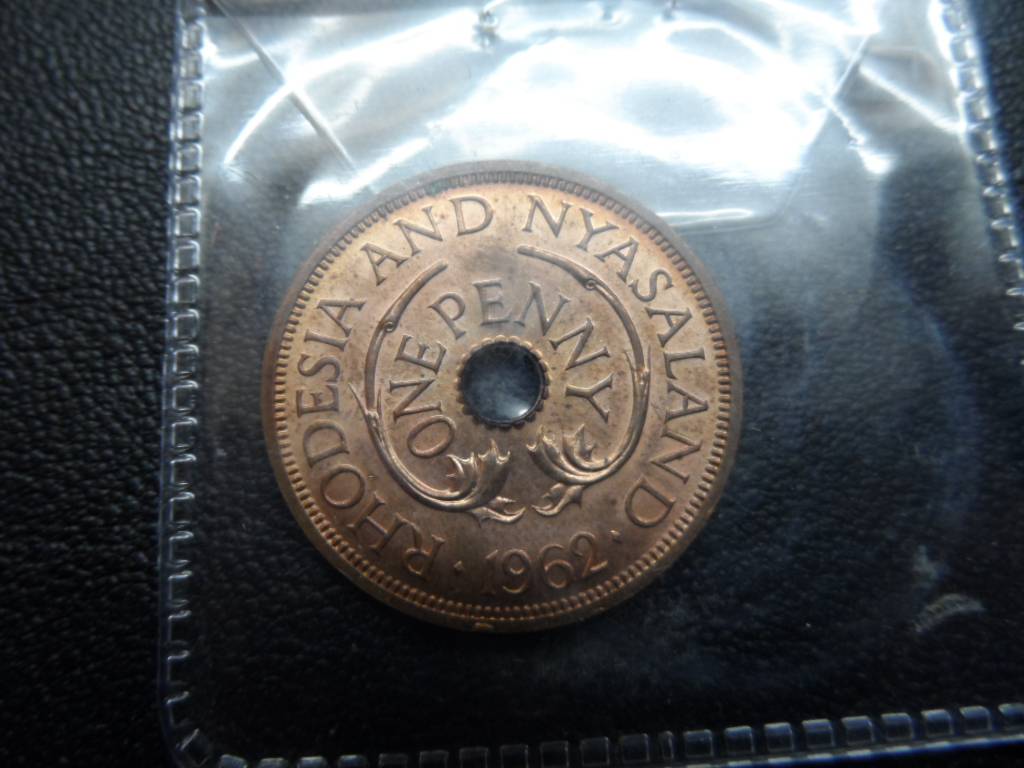 RHODESIA AND NYASALAND
ONE PENNY
· 1962 ·